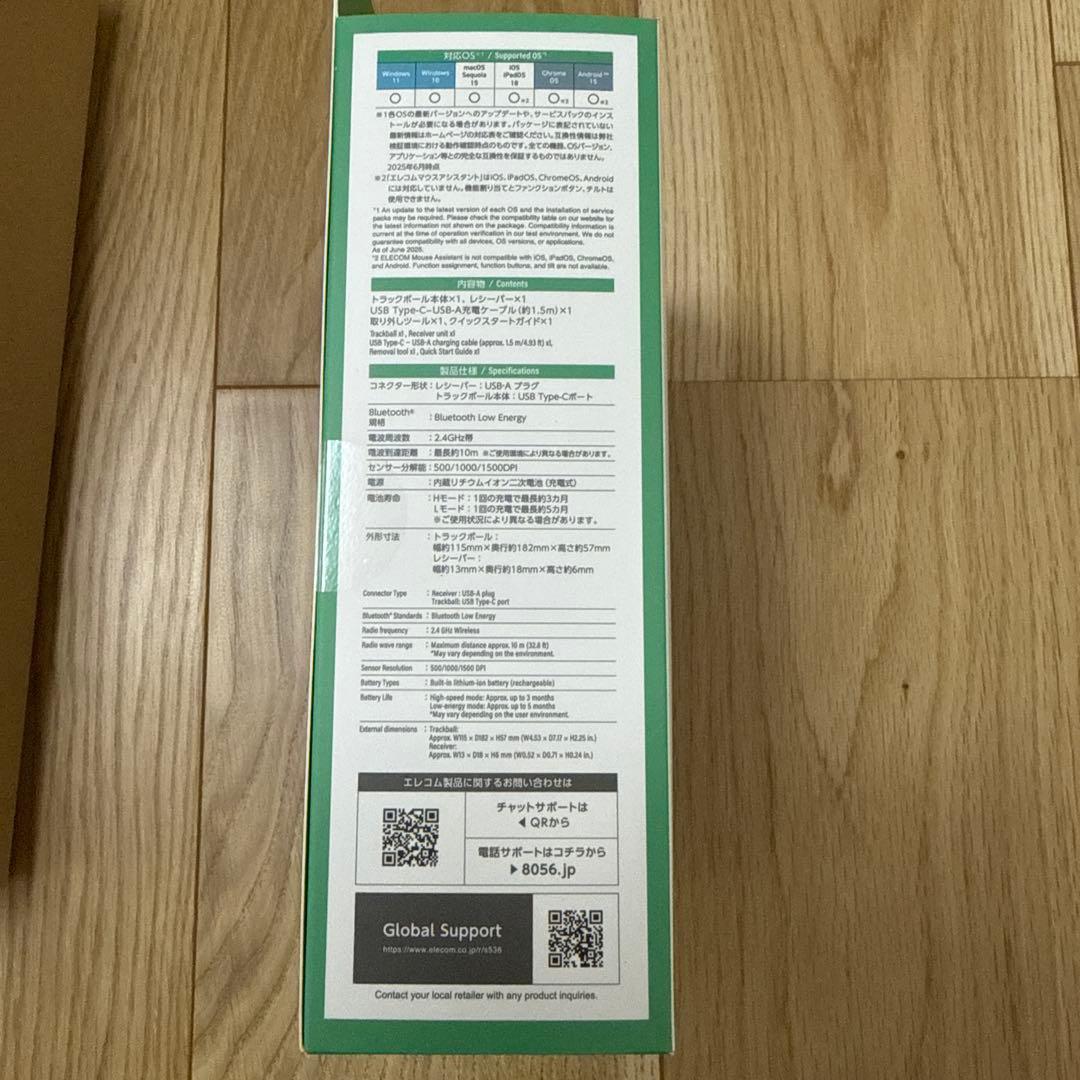 対応OS※1 / Supported OS*1
Windows 11
Windows 10
macOS Sequoia 15
iOS iPadOS 18
Chrome OS
Android™ 15
○ ○ ○ ○※2 ○※2 ○※2
※1各OSの最新バージョンへのアップデートや、サービスパックのインス
トールが必要になる場合があります。パッケージに表記されていない
最新情報はホームページの対応表をご確認ください。互換性情報は弊社
検証環境における動作確認時点のものです。全ての機器、OSバージョン、
アプリケーション等との完全な互換性を保証するものではありません。
2025年6月時点
※2「エレコムマウスアシスタント」はiOS、iPadOS、ChromeOS、Android
には対応していません。機能割り当てとファンクションボタン、チルトは
使用できません。
*1 An update to the latest version of each OS and the installation of service
packs may be required. Please check the compatibility table on our website for
the latest information not shown on the package. Compatibility information is
current at the time of operation verification in our test environment. We do not
guarantee compatibility with all devices, OS versions, or applications.
As of June 2025.
*2 ELECOM Mouse Assistant is not compatible with iOS, iPadOS, ChromeOS,
and Android. Function assignment, function buttons, and tilt are not available.
内容物 / Contents
トラックボール本体×1、レシーバー×1
USB Type-C–USB-A充電ケーブル(約1.5m)×1
取り外しツール×1、クイックスタートガイド×1
Trackball x1, Receiver unit x1
USB Type-C – USB-A charging cable (approx. 1.5 m/4.93 ft) x1,
Removal tool x1, Quick Start Guide x1
製品仕様 / Specifications
コネクター形状：レシーバー：USB-A プラグ
トラックボール本体：USB Type-Cポート
Bluetooth® 規格：Bluetooth Low Energy
電波周波数：2.4GHz帯
電波到達距離：最長約10m ※ご使用環境により異なる場合があります。
センサー分解能：500/1000/1500DPI
電源：内蔵リチウムイオン二次電池（充電式）
電池寿命：Hモード：1回の充電で最長約3カ月
Lモード：1回の充電で最長約5カ月
※ご使用状況により異なる場合があります。
外形寸法：トラックボール：
幅約115mm×奥行約182mm×高さ約57mm
レシーバー：
幅約13mm×奥行約18mm×高さ約6mm
Connector Type : Receiver : USB-A plug
Trackball: USB Type-C port
Bluetooth® Standards : Bluetooth Low Energy
Radio frequency : 2.4 GHz Wireless
Radio wave range : Maximum distance approx. 10 m (32.8 ft)
*May vary depending on the environment.
Sensor Resolution : 500/1000/1500 DPI
Battery Types : Built-in lithium-ion battery (rechargeable)
Battery Life : High-speed mode: Approx. up to 3 months
Low-energy mode: Approx. up to 5 months
*May vary depending on the user environment.
External dimensions : Trackball:
Approx. W115 × D182 × H57 mm (W4.53 × D7.17 × H2.25 in.)
Receiver:
Approx. W13 × D18 × H6 mm (W0.52 × D0.71 × H0.24 in.)
エレコム製品に関するお問い合わせは
チャットサポートは
◀ QRから
電話サポートはコチラから
▶ 8056.jp
Global Support
https://www.elecom.co.jp/r/s536
Contact your local retailer with any product inquiries.